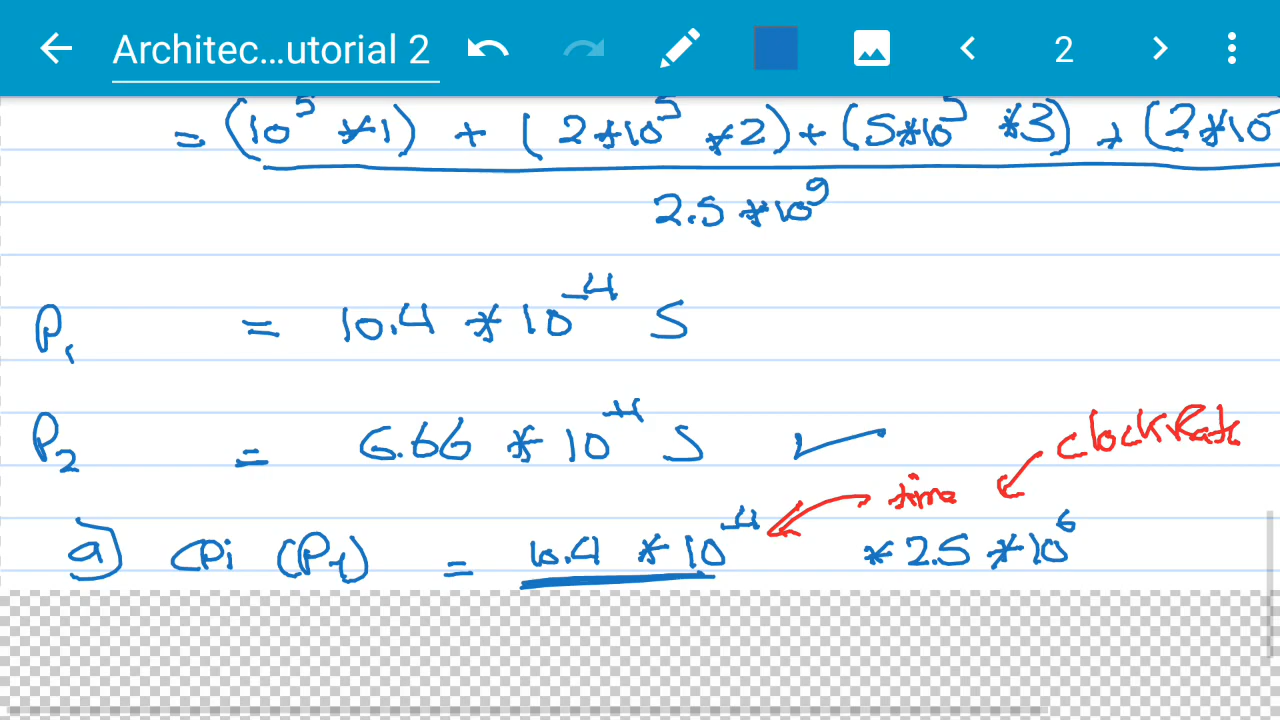 Architec...utorial 2
2
= (10^5 *1) + (2*10^5 *2) + (5*10^5 *3) + (2*10^5
2.5 *10^9
P1 = 10.4 *10^-4 S
P2 = 6.66 *10^-4 S ✓
clockRate
time
a) CPi (P1) = 10.4 *10^-4 * 2.5 *10^6